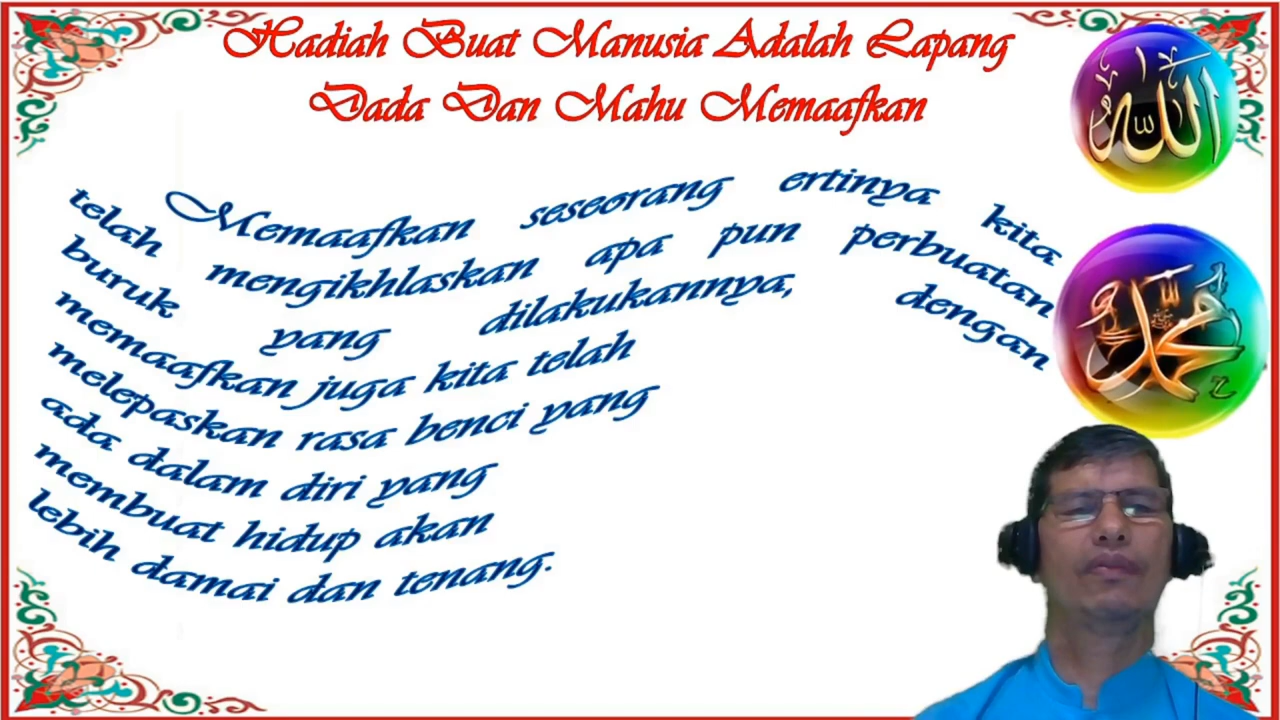 Hadiah Buat Manusia Adalah Lapang
Dada Dan Mahu Memaafkan
الله
محمد
Memaafkan seseorang ertinya kita
telah mengikhlaskan apa pun perbuatan
buruk yang dilakukannya, dengan
memaafkan juga kita telah
melepaskan rasa benci yang
ada dalam diri yang
membuat hidup akan
lebih damai dan tenang.